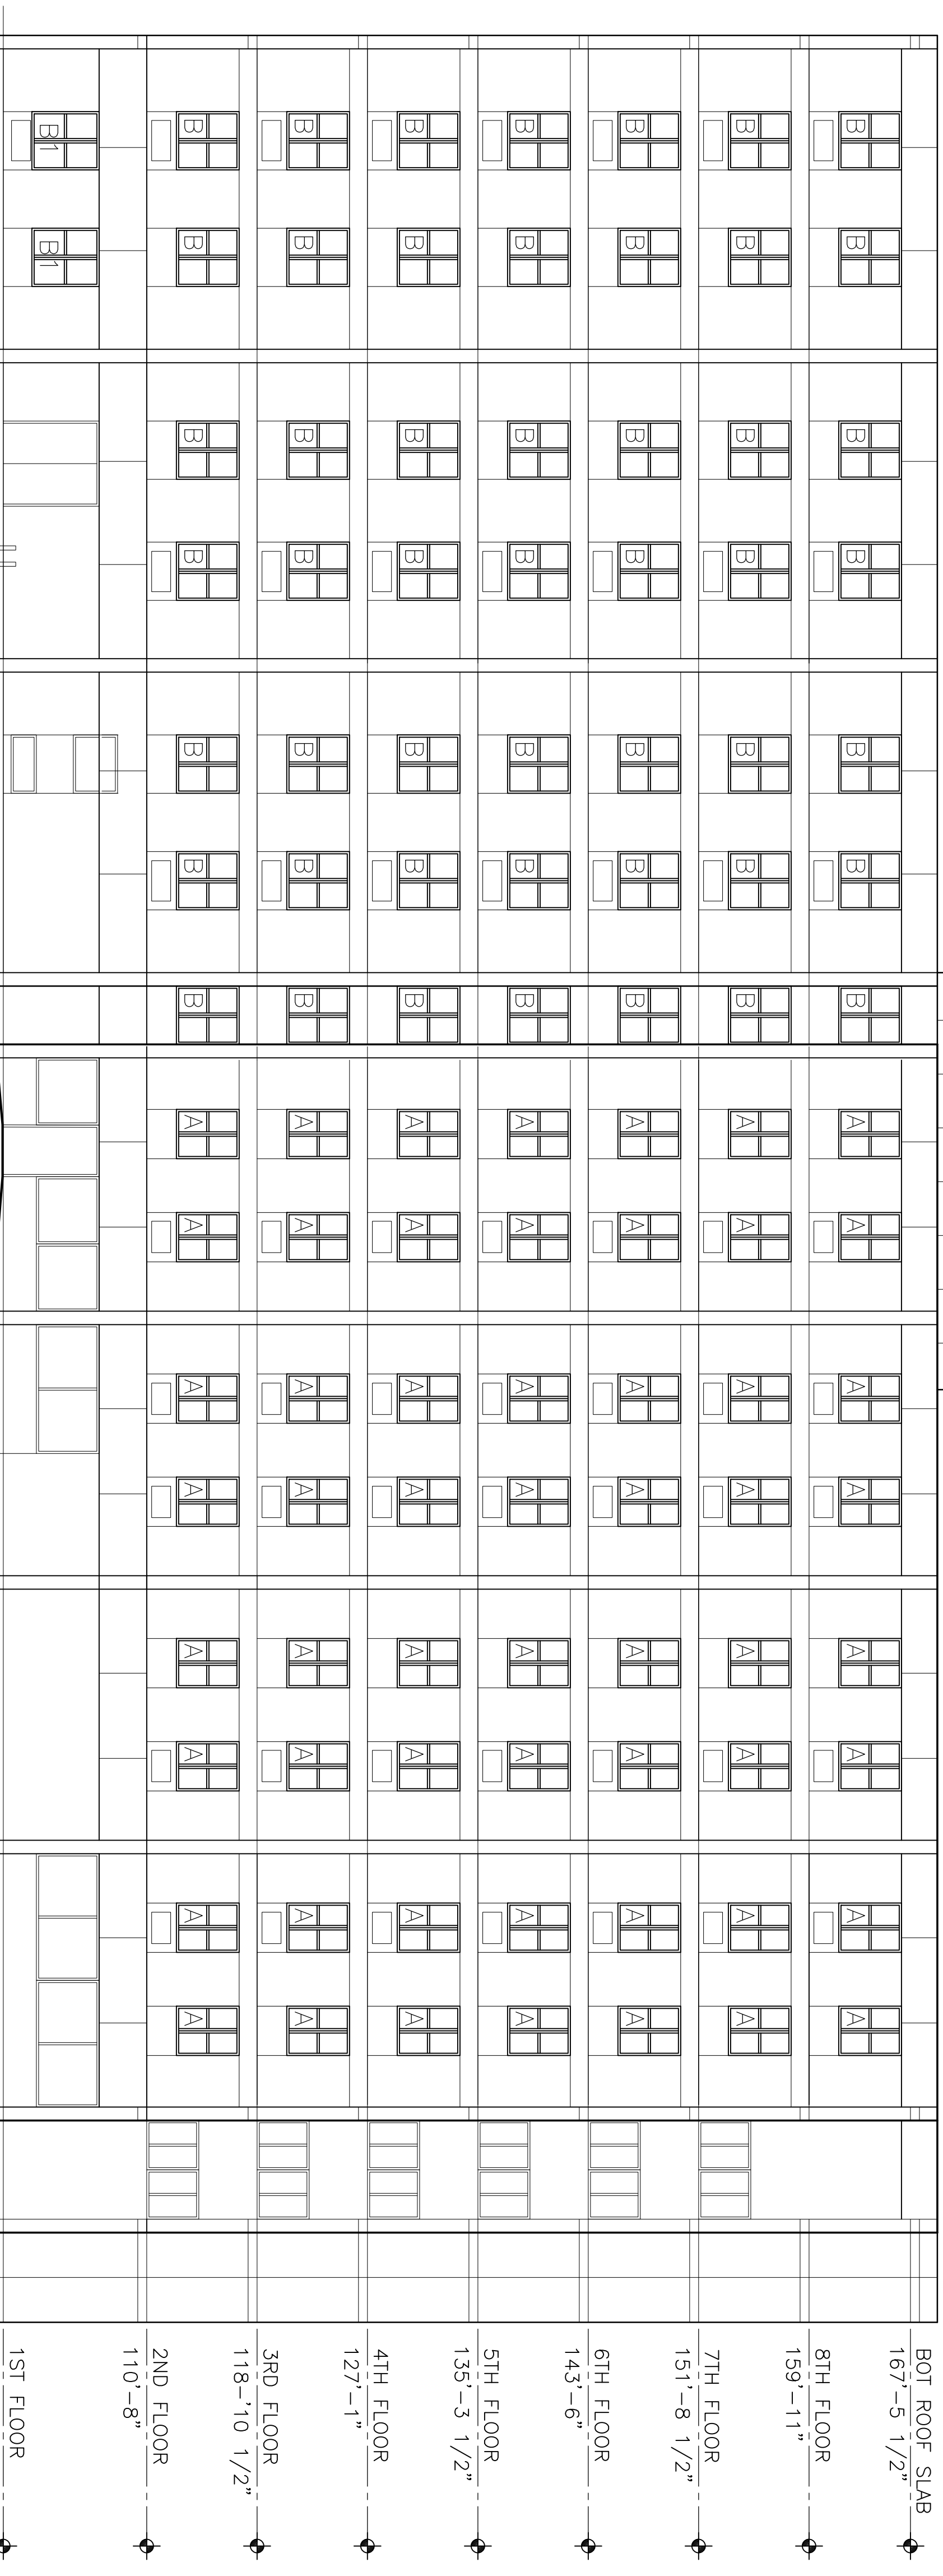 BOT ROOF SLAB
167'-5 1/2"
B B B B B B B A A A A A A A A
8TH FLOOR
159'-11"
B B B B B B B A A A A A A A A
7TH FLOOR
151'-8 1/2"
B B B B B B B A A A A A A A A
6TH FLOOR
143'-6"
B B B B B B B A A A A A A A A
5TH FLOOR
135'-3 1/2"
B B B B B B B A A A A A A A A
4TH FLOOR
127'-1"
B B B B B B B A A A A A A A A
3RD FLOOR
118-'10 1/2"
B B B B B B B A A A A A A A A
2ND FLOOR
110'-8"
B1 B1
1ST FLOOR